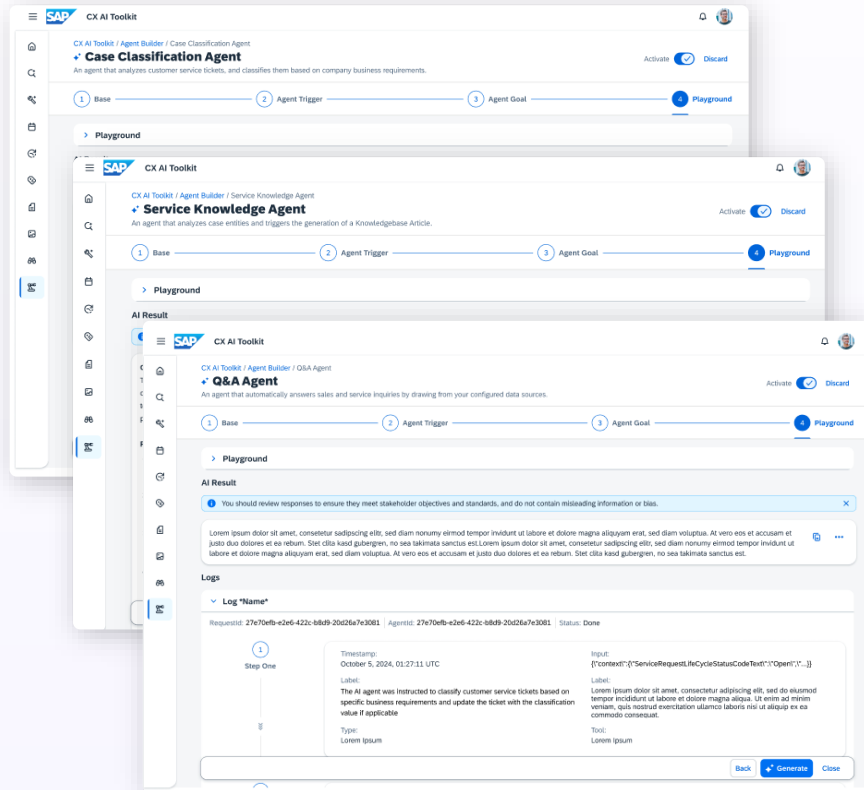 SAP CX AI Toolkit
CX AI Toolkit / Agent Builder / Case Classification Agent
Case Classification Agent
An agent that analyzes customer service tickets, and classifies them based on company business requirements.
Activate Discard
1 Base 2 Agent Trigger 3 Agent Goal 4 Playground
Playground
SAP CX AI Toolkit
CX AI Toolkit / Agent Builder / Service Knowledge Agent
Service Knowledge Agent
An agent that analyzes case entities and triggers the generation of a Knowledgebase Article.
Activate Discard
1 Base 2 Agent Trigger 3 Agent Goal 4 Playground
Playground
AI Result
SAP CX AI Toolkit
CX AI Toolkit / Agent Builder / Q&A Agent
Q&A Agent
An agent that automatically answers sales and service inquiries by drawing from your configured data sources.
Activate Discard
1 Base 2 Agent Trigger 3 Agent Goal 4 Playground
Playground
AI Result
You should review responses to ensure they meet stakeholder objectives and standards, and do not contain misleading information or bias.
Lorem ipsum dolor sit amet, consetetur sadipscing elitr, sed diam nonumy eirmod tempor invidunt ut labore et dolore magna aliquyam erat, sed diam voluptua. At vero eos et accusam et
justo duo dolores et ea rebum. Stet clita kasd gubergren, no sea takimata sanctus est.Lorem ipsum dolor sit amet, consetetur sadipscing elitr, sed diam nonumy eirmod tempor invidunt ut
labore et dolore magna aliquyam erat, sed diam voluptua. At vero eos et accusam et justo duo dolores et ea rebum. Stet clita kasd gubergren, no sea takimata sanctus est.
Logs
Log *Name*
RequestId: 27e70efb-e2e6-422c-b8d9-20d26a7e3081 AgentId: 27e70efb-e2e6-422c-b8d9-20d26a7e3081 Status: Done
1
Step One
Timestamp:
October 5, 2024, 01:27:11 UTC
Label:
The AI agent was instructed to classify customer service tickets based on
specific business requirements and update the ticket with the classification
value if applicable
Type:
Lorem Ipsum
Input:
{\"context\":{\"ServiceRequestLifeCycleStatusCodeText\":\"Open\",\"...}}
Label:
Lorem ipsum dolor sit amet, consectetur adipiscing elit, sed do eiusmod
tempor incididunt ut labore et dolore magna aliqua. Ut enim ad minim
veniam, quis nostrud exercitation ullamco laboris nisi ut aliquip ex ea
commodo consequat.
Tool:
Lorem Ipsum
Back Generate Close